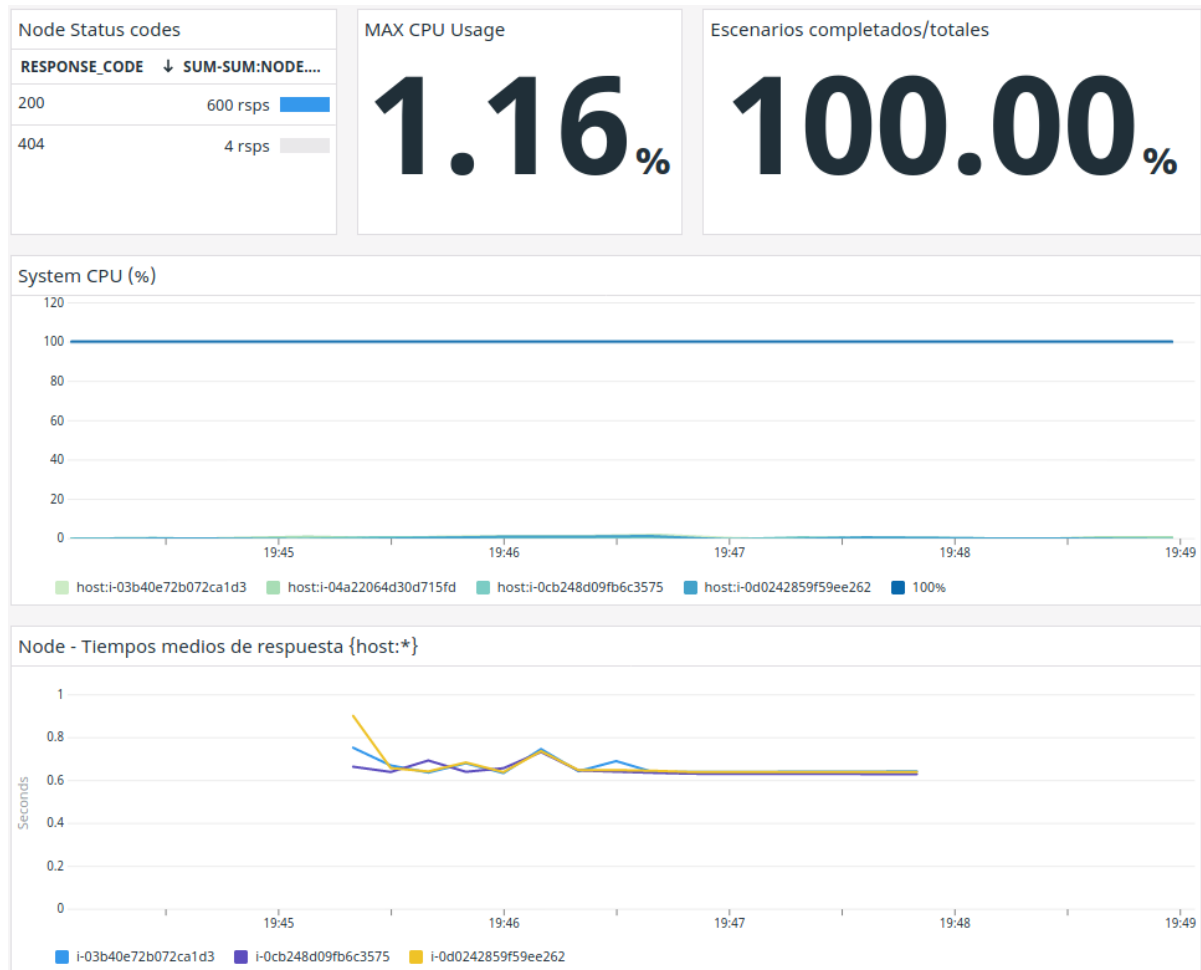 Node Status codes
RESPONSE_CODE ↓ SUM-SUM:NODE....
200 600 rsps
404 4 rsps
MAX CPU Usage
1.16%
Escenarios completados/totales
100.00%
System CPU (%)
120
100
80
60
40
20
0
19:45 19:46 19:47 19:48 19:49
host:i-03b40e72b072ca1d3 host:i-04a22064d30d715fd host:i-0cb248d09fb6c3575 host:i-0d0242859f59ee262 100%
Node - Tiempos medios de respuesta {host:*}
Seconds
1
0.8
0.6
0.4
0.2
0
19:45 19:46 19:47 19:48 19:49
i-03b40e72b072ca1d3 i-0cb248d09fb6c3575 i-0d0242859f59ee262